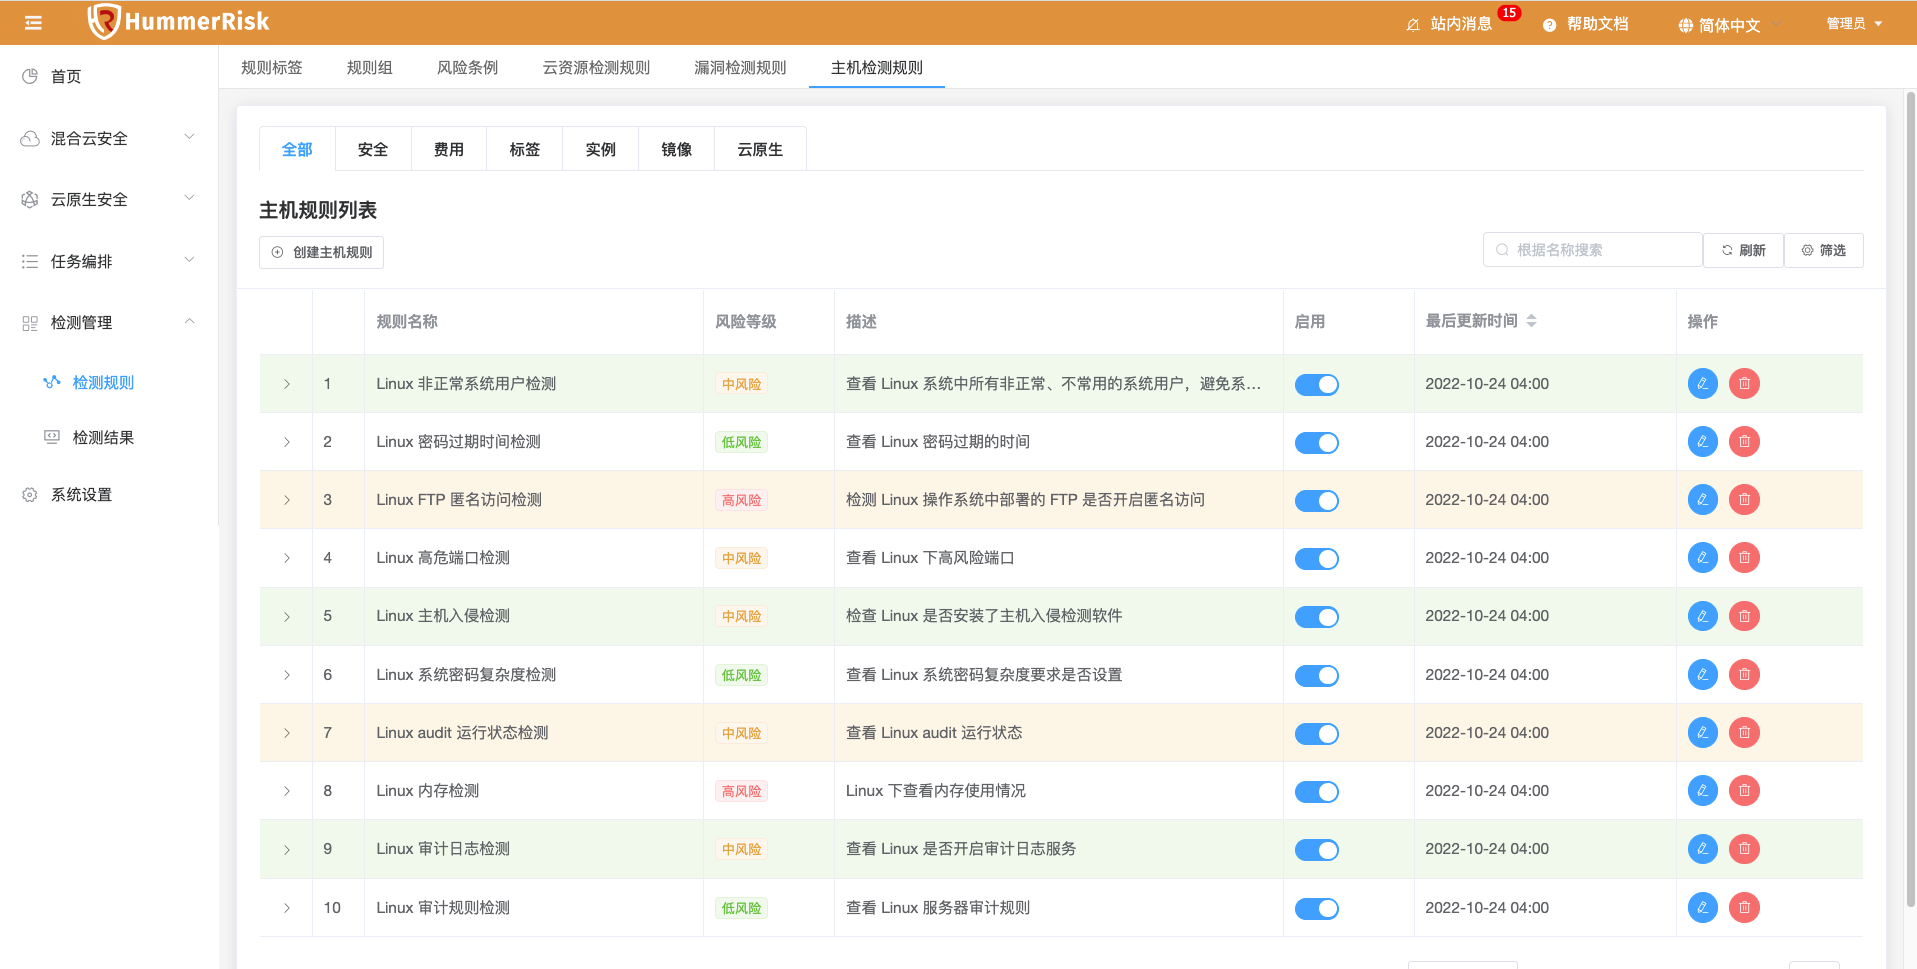 HummerRisk
站内消息 15 帮助文档 简体中文 管理员
首页
混合云安全
云原生安全
任务编排
检测管理
检测规则
检测结果
系统设置
规则标签 规则组 风险条例 云资源检测规则 漏洞检测规则 主机检测规则
全部 安全 费用 标签 实例 镜像 云原生
主机规则列表
创建主机规则 根据名称搜索 刷新 筛选
规则名称 风险等级 描述 启用 最后更新时间 操作
1 Linux 非正常系统用户检测 中风险 查看 Linux 系统中所有非正常、不常用的系统用户，避免系... 2022-10-24 04:00
2 Linux 密码过期时间检测 低风险 查看 Linux 密码过期的时间 2022-10-24 04:00
3 Linux FTP 匿名访问检测 高风险 检测 Linux 操作系统中部署的 FTP 是否开启匿名访问 2022-10-24 04:00
4 Linux 高危端口检测 中风险 查看 Linux 下高风险端口 2022-10-24 04:00
5 Linux 主机入侵检测 中风险 检查 Linux 是否安装了主机入侵检测软件 2022-10-24 04:00
6 Linux 系统密码复杂度检测 低风险 查看 Linux 系统密码复杂度要求是否设置 2022-10-24 04:00
7 Linux audit 运行状态检测 中风险 查看 Linux audit 运行状态 2022-10-24 04:00
8 Linux 内存检测 高风险 Linux 下查看内存使用情况 2022-10-24 04:00
9 Linux 审计日志检测 中风险 查看 Linux 是否开启审计日志服务 2022-10-24 04:00
10 Linux 审计规则检测 低风险 查看 Linux 服务器审计规则 2022-10-24 04:00